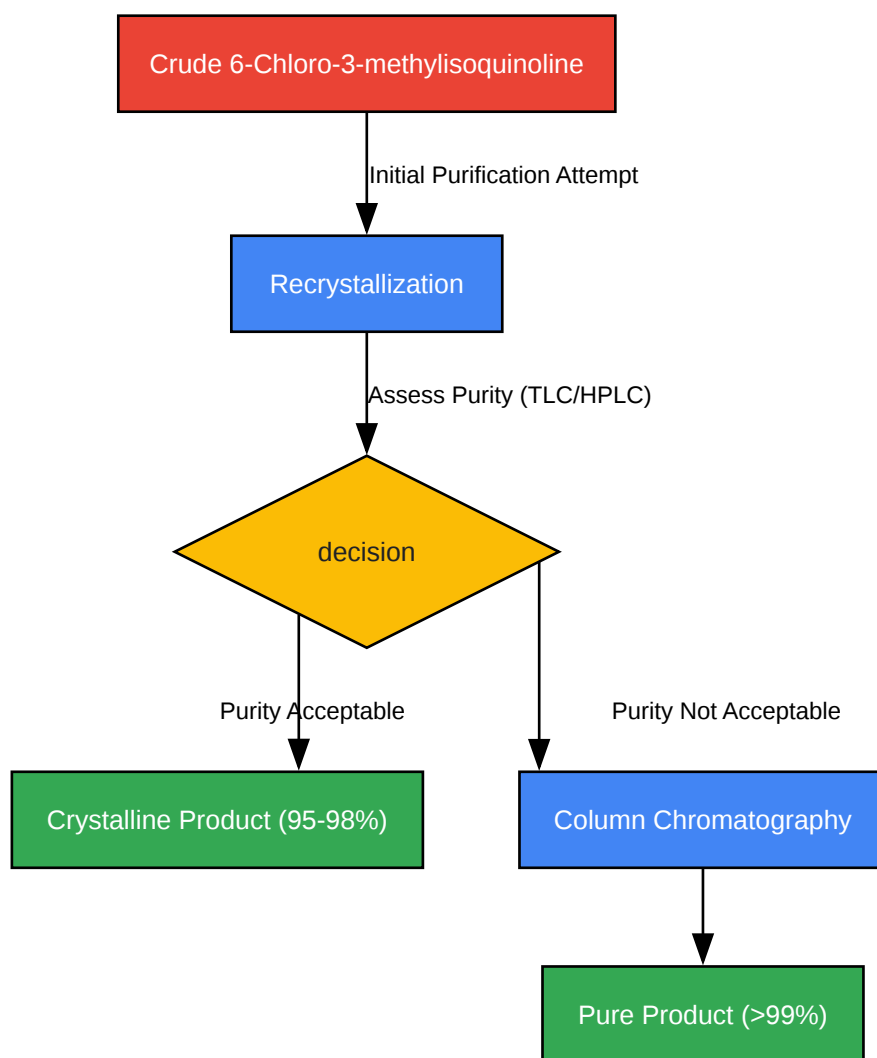 Crude 6-Chloro-3-methylisoquinoline
Initial Purification Attempt
Recrystallization
Assess Purity (TLC/HPLC)
decision
Purity Acceptable
Purity Not Acceptable
Crystalline Product (95-98%)
Column Chromatography
Pure Product (>99%)